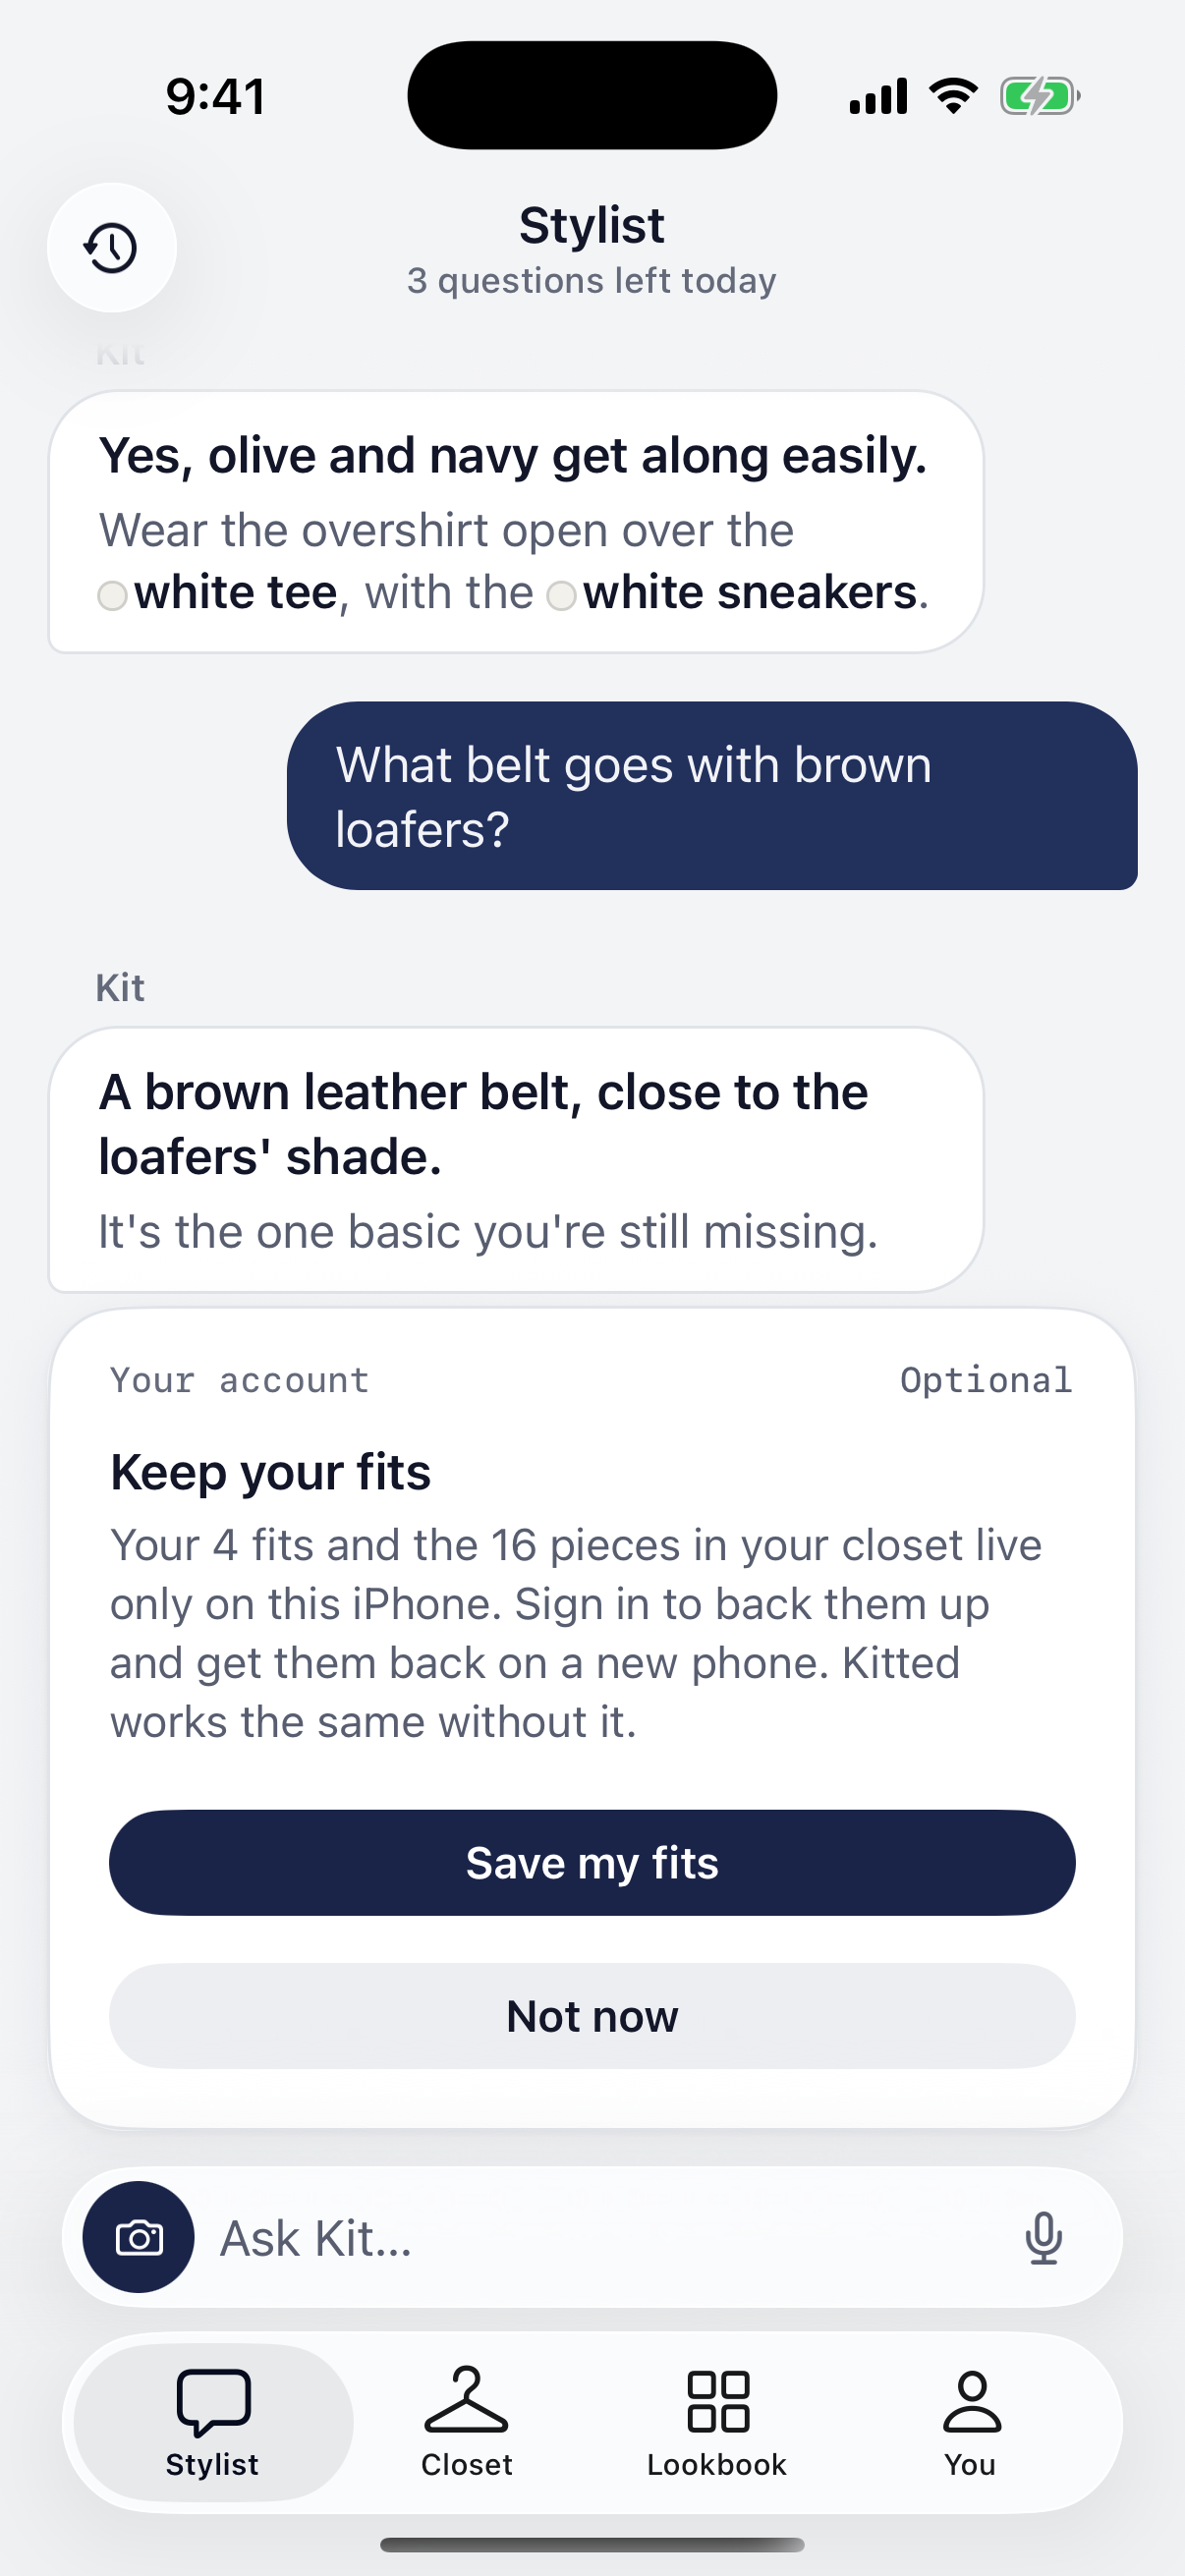 9:41
Stylist
3 questions left today
Kit
Yes, olive and navy get along easily.
Wear the overshirt open over the
white tee, with the white sneakers.
What belt goes with brown
loafers?
Kit
A brown leather belt, close to the
loafers' shade.
It's the one basic you're still missing.
Your account
Optional
Keep your fits
Your 4 fits and the 16 pieces in your closet live
only on this iPhone. Sign in to back them up
and get them back on a new phone. Kitted
works the same without it.
Save my fits
Not now
Ask Kit...
Stylist
Closet
Lookbook
You